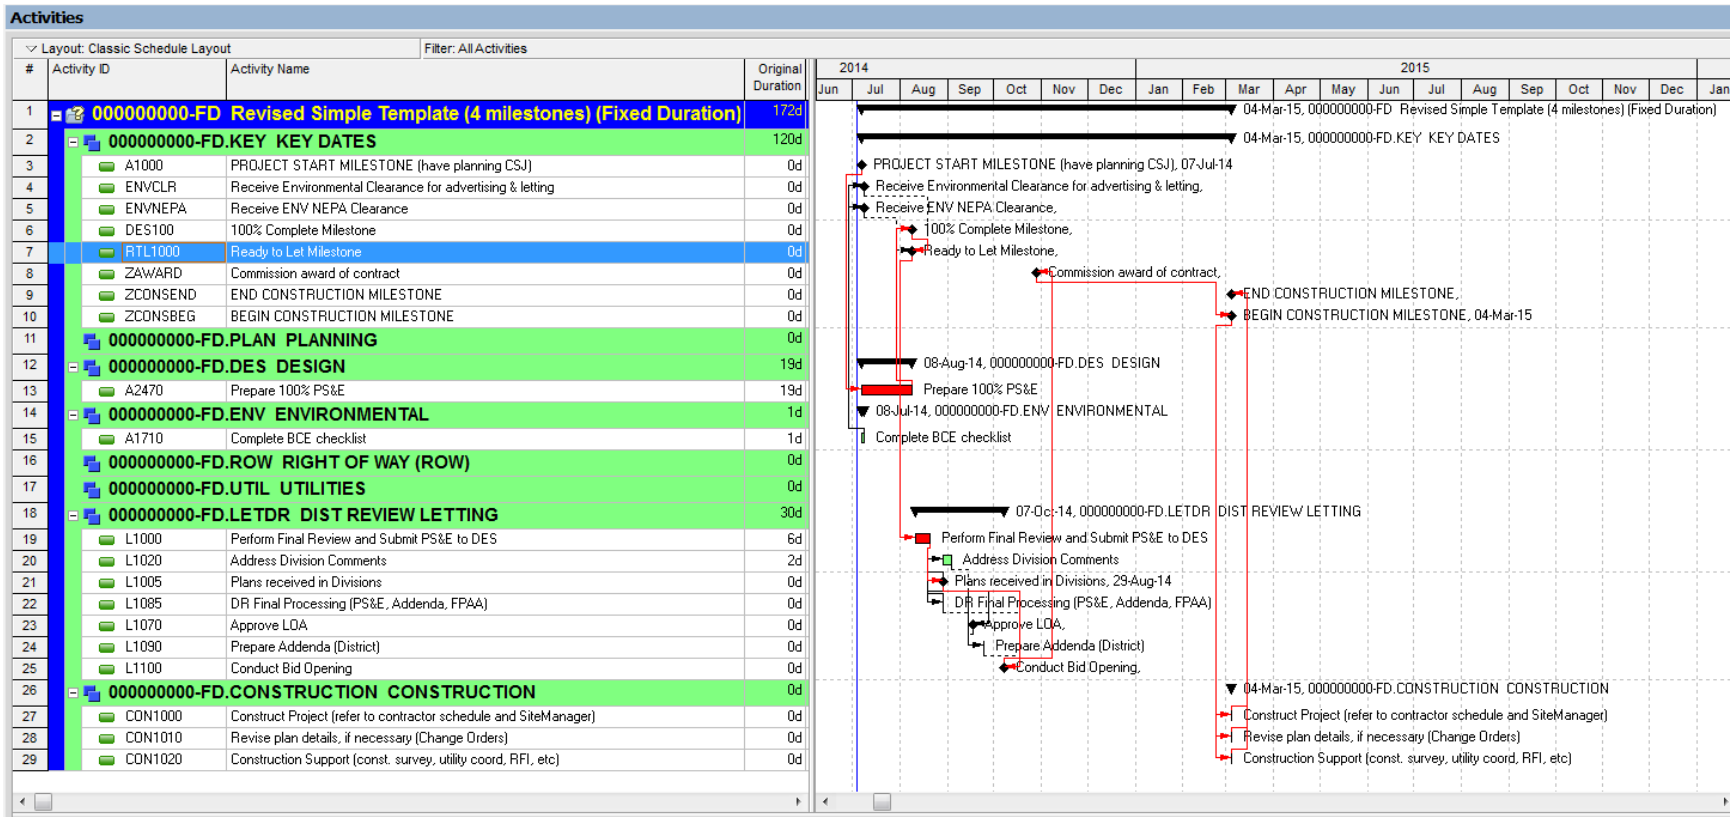 Activities
Layout: Classic Schedule Layout Filter: All Activities
# Activity ID Activity Name Original Duration 2014 2015
Jun Jul Aug Sep Oct Nov Dec Jan Feb Mar Apr May Jun Jul Aug Sep Oct Nov Dec Jan
1 000000000-FD Revised Simple Template (4 milestones) (Fixed Duration) 172d 04-Mar-15, 000000000-FD Revised Simple Template (4 milestones) (Fixed Duration)
2 000000000-FD.KEY KEY DATES 120d 04-Mar-15, 000000000-FD.KEY KEY DATES
3 A1000 PROJECT START MILESTONE (have planning CSJ) 0d PROJECT START MILESTONE (have planning CSJ), 07-Jul-14
4 ENVCLR Receive Environmental Clearance for advertising & letting 0d Receive Environmental Clearance for advertising & letting,
5 ENVNEPA Receive ENV NEPA Clearance 0d Receive ENV NEPA Clearance,
6 DES100 100% Complete Milestone 0d 100% Complete Milestone,
7 RTL1000 Ready to Let Milestone 0d Ready to Let Milestone,
8 ZAWARD Commission award of contract 0d Commission award of contract,
9 ZCONSEND END CONSTRUCTION MILESTONE 0d END CONSTRUCTION MILESTONE,
10 ZCONSBEG BEGIN CONSTRUCTION MILESTONE 0d BEGIN CONSTRUCTION MILESTONE, 04-Mar-15
11 000000000-FD.PLAN PLANNING 0d
12 000000000-FD.DES DESIGN 19d 08-Aug-14, 000000000-FD.DES DESIGN
13 A2470 Prepare 100% PS&E 19d Prepare 100% PS&E
14 000000000-FD.ENV ENVIRONMENTAL 1d 08-Jul-14, 000000000-FD.ENV ENVIRONMENTAL
15 A1710 Complete BCE checklist 1d Complete BCE checklist
16 000000000-FD.ROW RIGHT OF WAY (ROW) 0d
17 000000000-FD.UTIL UTILITIES 0d
18 000000000-FD.LETDR DIST REVIEW LETTING 30d 07-Oct-14, 000000000-FD.LETDR DIST REVIEW LETTING
19 L1000 Perform Final Review and Submit PS&E to DES 6d Perform Final Review and Submit PS&E to DES
20 L1020 Address Division Comments 2d Address Division Comments
21 L1005 Plans received in Divisions 0d Plans received in Divisions, 29-Aug-14
22 L1085 DR Final Processing (PS&E, Addenda, FPAA) 0d DR Final Processing (PS&E, Addenda, FPAA)
23 L1070 Approve LOA 0d Approve LOA,
24 L1090 Prepare Addenda (District) 0d Prepare Addenda (District)
25 L1100 Conduct Bid Opening 0d Conduct Bid Opening,
26 000000000-FD.CONSTRUCTION CONSTRUCTION 0d 04-Mar-15, 000000000-FD.CONSTRUCTION CONSTRUCTION
27 CON1000 Construct Project (refer to contractor schedule and SiteManager) 0d Construct Project (refer to contractor schedule and SiteManager)
28 CON1010 Revise plan details, if necessary (Change Orders) 0d Revise plan details, if necessary (Change Orders)
29 CON1020 Construction Support (const. survey, utility coord, RFI, etc) 0d Construction Support (const. survey, utility coord, RFI, etc)